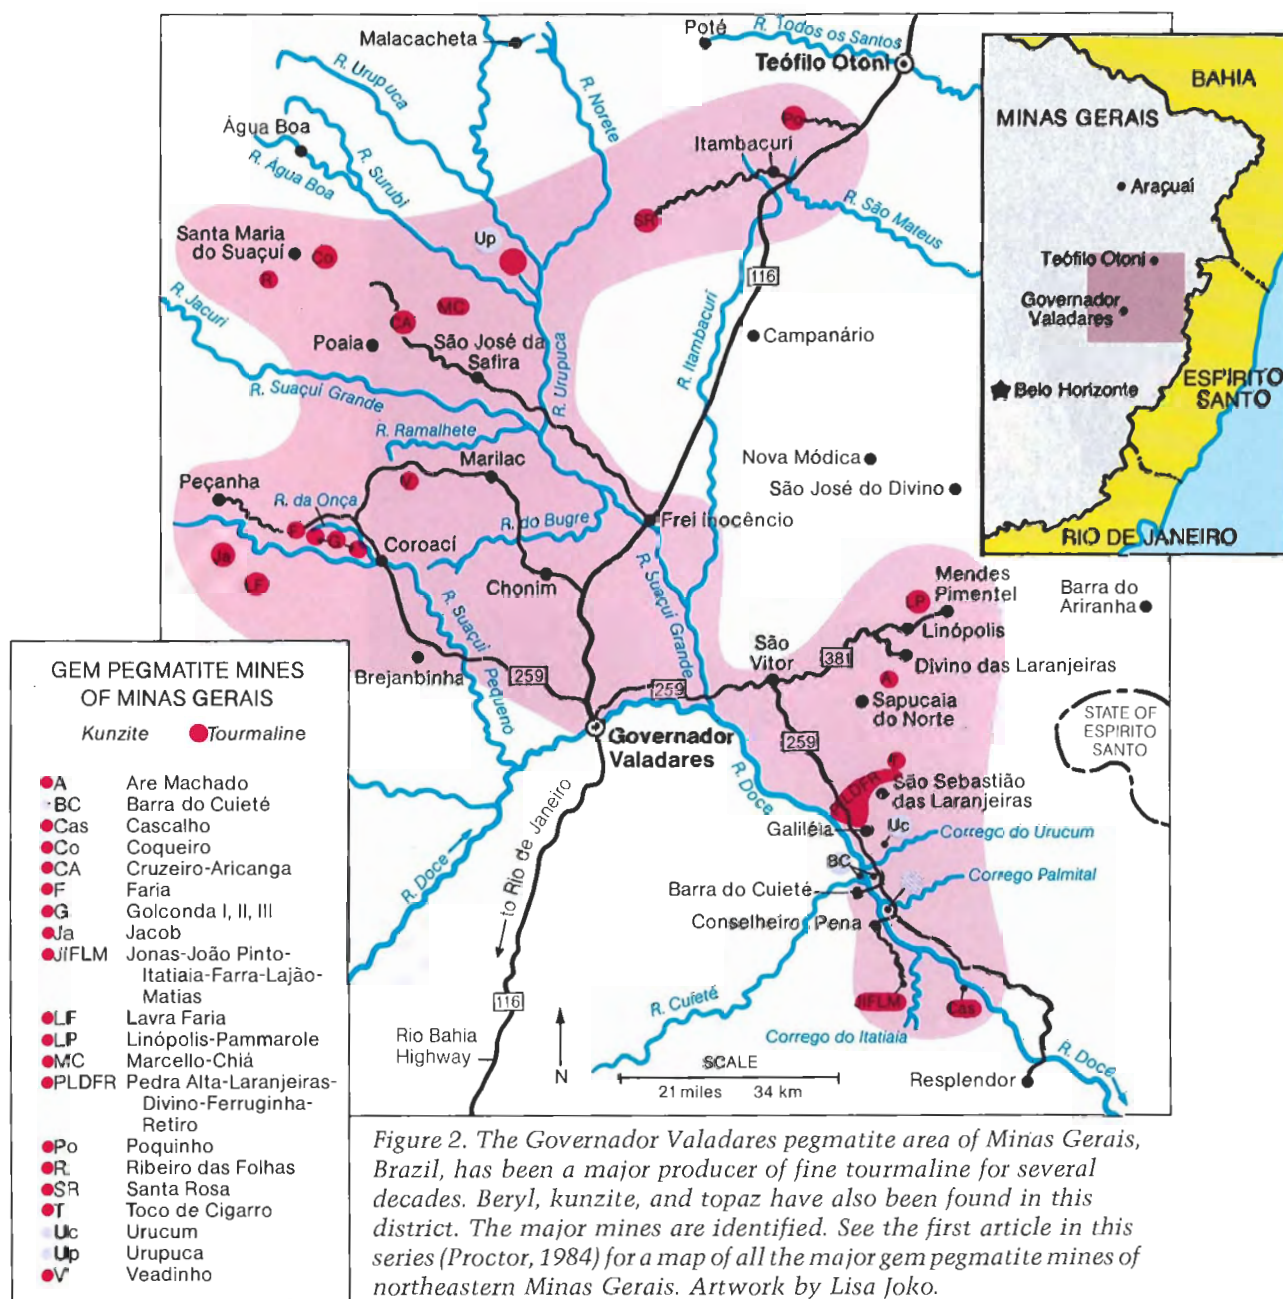 Malacacheta
Poté
R. Todos os Santos
Teófilo Otoni
R. Urupuca
R. Norete
Água Boa
R. Surubi
R. Água Boa
Po
Itambacuri
SR
R. São Mateus
Santa Maria
do Suaçuí
Co
R
Up
MC
CA
116
R. Jacuri
Poaia
São José da
Safira
R. Urupuca
R. Itambacuri
Campanário
R. Suaçuí Grande
R. Ramalhete
Marilac
V
Nova Módica
São José do Divino
Peçanha
R. da Onça
F
G
R. do Bugre
Frei inocêncio
Ja
LF
Coroací
Chonim
R. Suaçuí Grande
R. Suaçuí Pequeno
Mendes
Pimentel
LP
Linópolis
Barra do
Ariranha
São
Vitor
381
Divino das Laranjeiras
A
Brejanbinha
259
259
Sapucaia
do Norte
Governador
Valadares
259
STATE OF
ESPIRITO
SANTO
R. Doce
T
PLDFR
São Sebastião
das Laranjeiras
Galiléia
Uc
Corrego do Urucum
BC
Corrego Palmital
Barra do Cuieté
Conselheiro Pena
to Rio de Janeiro
R. Doce
R. Cuieté
JIFLM
Cas
Corrego do Itatiaia
116
Rio Bahia
Highway
N
SCALE
21 miles 34 km
R. Doce
Resplendor
BAHIA
MINAS GERAIS
Araçuaí
Teófilo Otoni
Governador
Valadares
Belo Horizonte
ESPÍRITO
SANTO
RIO DE JANEIRO
GEM PEGMATITE MINES
OF MINAS GERAIS
Kunzite Tourmaline
A Are Machado
BC Barra do Cuieté
Cas Cascalho
Co Coqueiro
CA Cruzeiro-Aricanga
F Faria
G Golconda I, II, III
Ja Jacob
JIFLM Jonas-João Pinto-
Itatiaia-Farra-Lajão-
Matias
LF Lavra Faria
LP Linópolis-Pammarole
MC Marcello-Chiá
PLDFR Pedra Alta-Laranjeiras-
Divino-Ferruginha-
Retiro
Po Poquinho
R. Ribeiro das Folhas
SR Santa Rosa
T Toco de Cigarro
Uc Urucum
Up Urupuca
V Veadinho
Figure 2. The Governador Valadares pegmatite area of Minas Gerais,
Brazil, has been a major producer of fine tourmaline for several
decades. Beryl, kunzite, and topaz have also been found in this
district. The major mines are identified. See the first article in this
series (Proctor, 1984) for a map of all the major gem pegmatite mines of
northeastern Minas Gerais. Artwork by Lisa Joko.